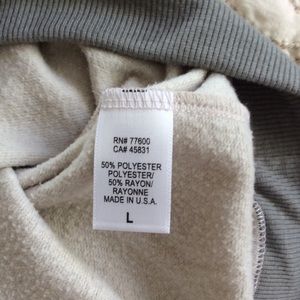 RN# 77600
CA# 45831
50% POLYESTER
POLYESTER/
50% RAYON/
RAYONNE
MADE IN U.S.A.
L